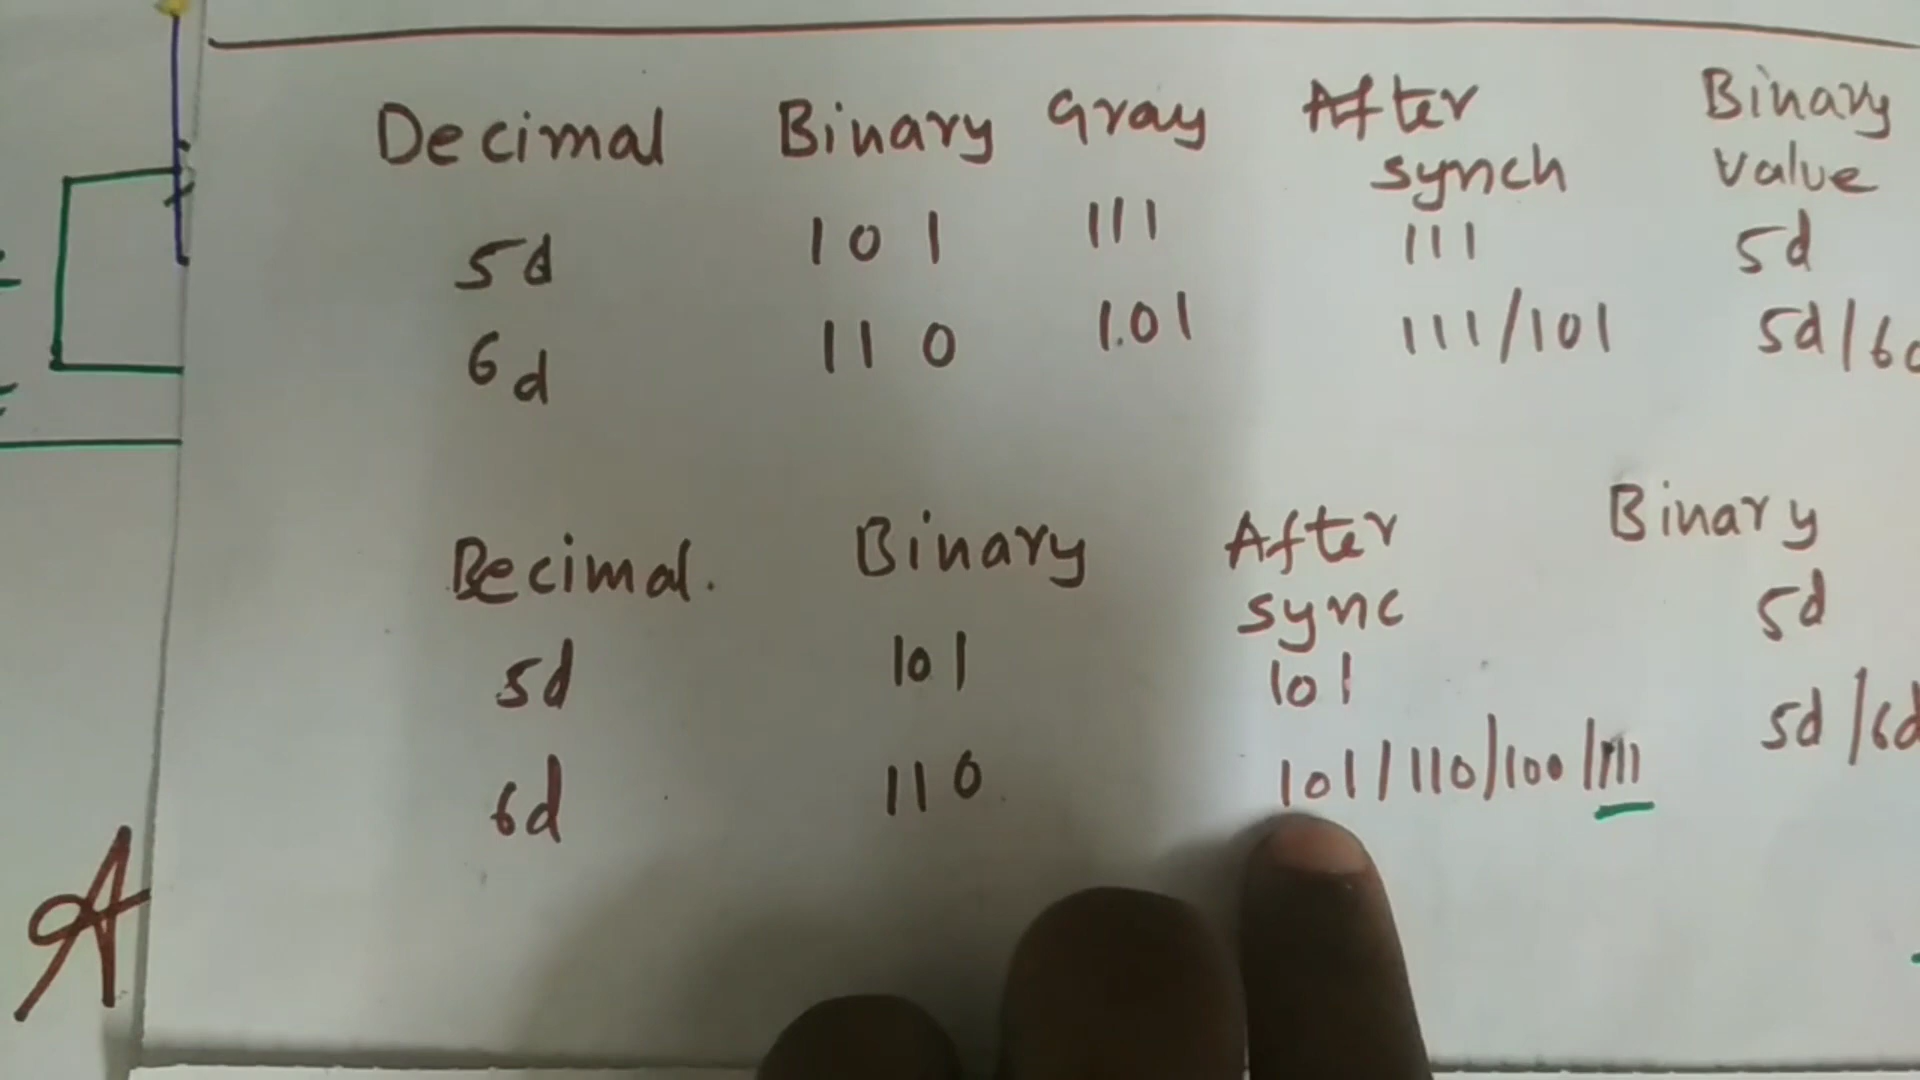 Decimal Binary Gray After synch Binary Value
5d 101 111 111 5d
6d 110 1.01 111/101 5d/6d
Decimal. Binary After sync Binary
5d 101 101 5d
6d 110 101/110/100/111 5d/6d
A